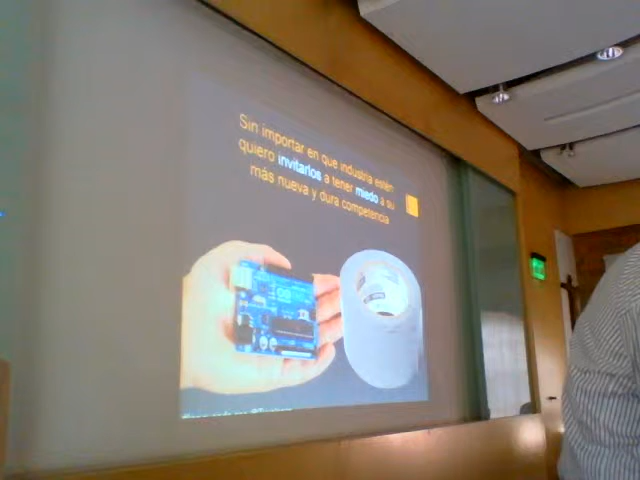 Sin importar en que industria estén
quiero invitarlos a tener miedo a su
más nueva y dura competencia